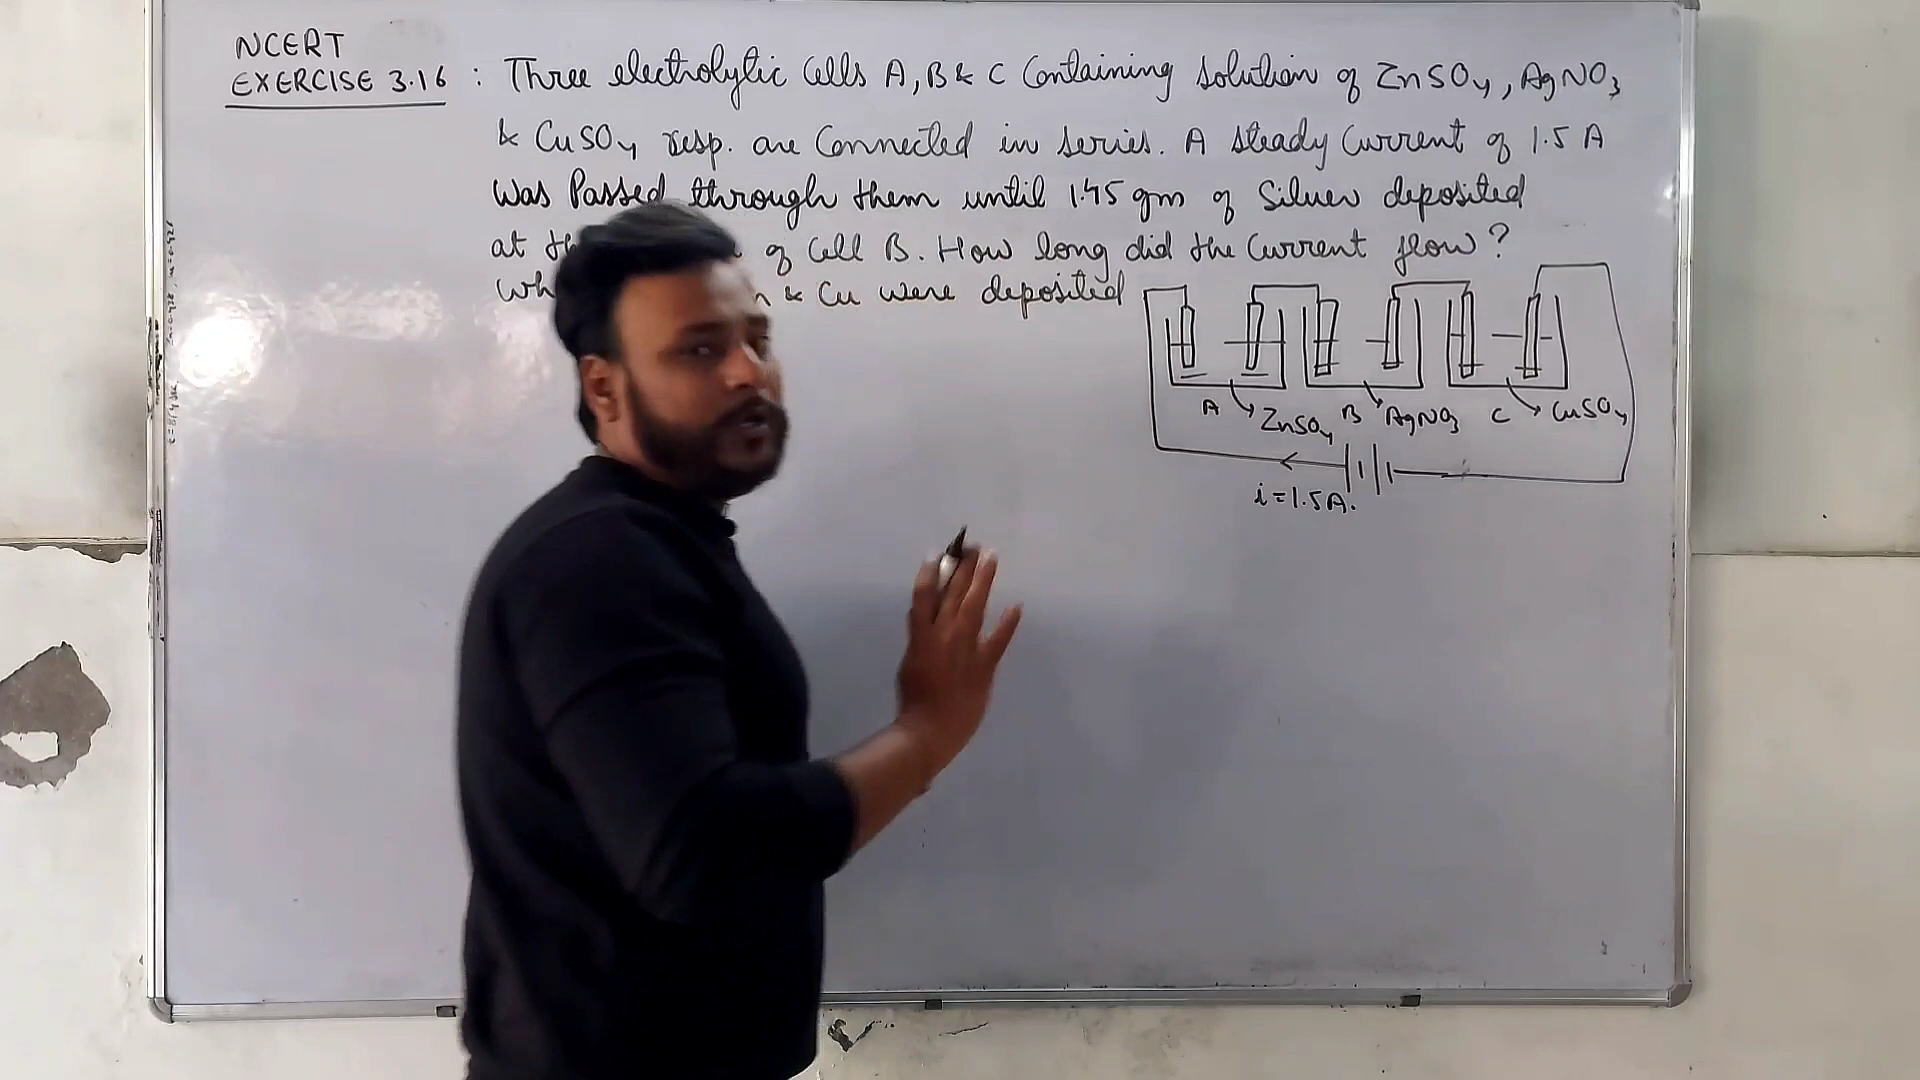 NCERT
EXERCISE 3.16 : Three electrolytic Cells A, B & C Containing solution of ZnSO4, AgNO3
& CuSO4 resp. are Connected in series. A steady Current of 1.5 A
was Passed through them until 1.45 gm of Silver deposited
at of Cell B. How long did the Current flow?
& Cu were deposited
A ZnSO4 B AgNO3 C CuSO4
i = 1.5A.